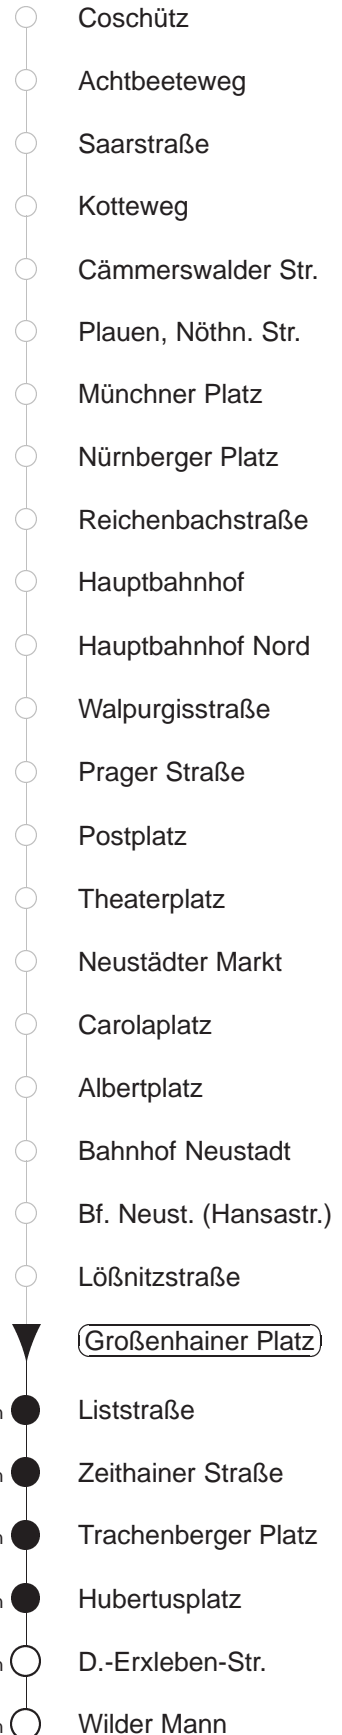 Coschütz
Achtbeeteweg
Saarstraße
Kotteweg
Cämmerswalder Str.
Plauen, Nöthn. Str.
Münchner Platz
Nürnberger Platz
Reichenbachstraße
Hauptbahnhof
Hauptbahnhof Nord
Walpurgisstraße
Prager Straße
Postplatz
Theaterplatz
Neustädter Markt
Carolaplatz
Albertplatz
Bahnhof Neustadt
Bf. Neust. (Hansastr.)
Lößnitzstraße
Großenhainer Platz
Liststraße
Zeithainer Straße
Trachenberger Platz
Hubertusplatz
D.-Erxleben-Str.
Wilder Mann